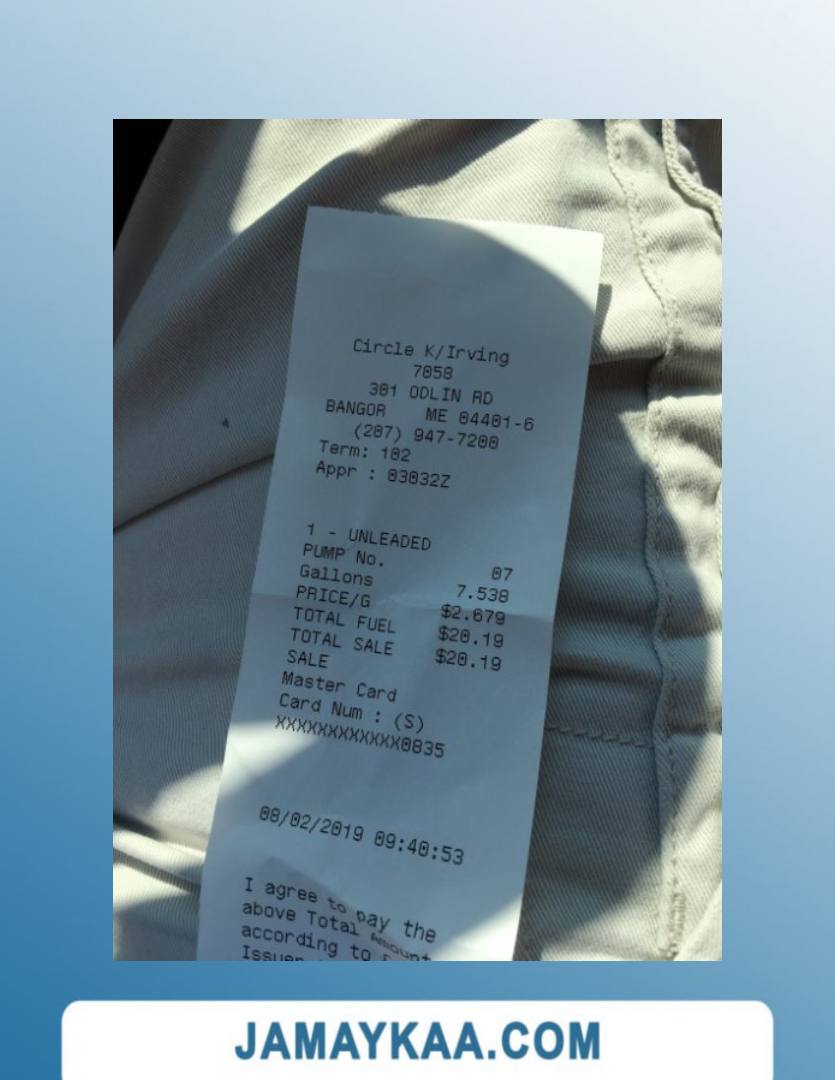 Circle K/Irving
7058
301 ODLIN RD
BANGOR ME 04401-6
(207) 947-7200
Term: 102
Appr : 03032Z
1 - UNLEADED
PUMP No. 07
Gallons 7.538
PRICE/G $2.679
TOTAL FUEL $20.19
TOTAL SALE $20.19
SALE
Master Card
Card Num : (S)
XXXXXXXXXXXX0835
08/02/2019 09:40:53
I agree to pay the
above Total Amount
according to
Issuer
JAMAYKAA.COM